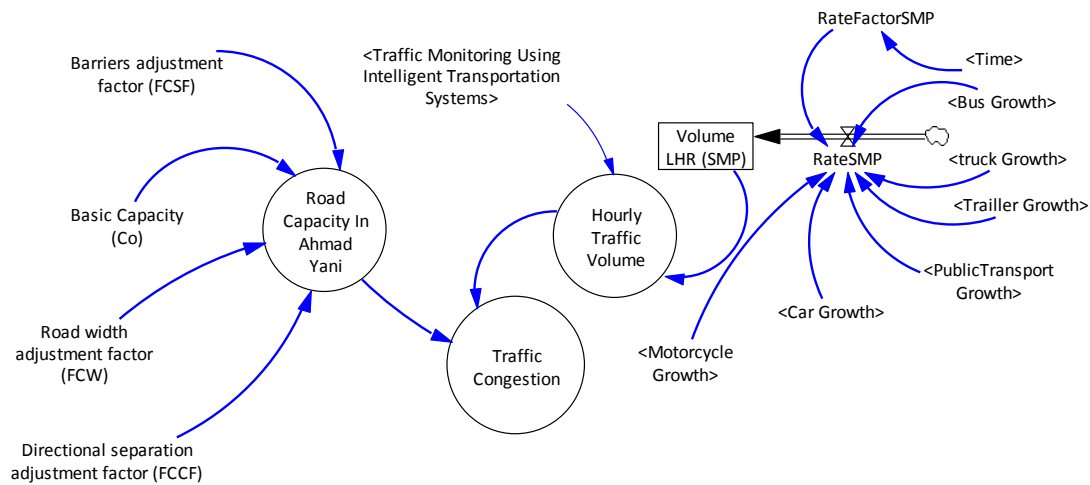 Barriers adjustment
factor (FCSF)
<Traffic Monitoring Using
Intelligent Transportation
Systems>
RateFactorSMP
<Time>
<Bus Growth>
Volume
LHR (SMP)
RateSMP
<truck Growth>
<Trailler Growth>
<PublicTransport
Growth>
<Car Growth>
<Motorcycle
Growth>
Basic Capacity
(Co)
Road
Capacity In
Ahmad
Yani
Hourly
Traffic
Volume
Road width
adjustment factor
(FCW)
Traffic
Congestion
Directional separation
adjustment factor (FCCF)